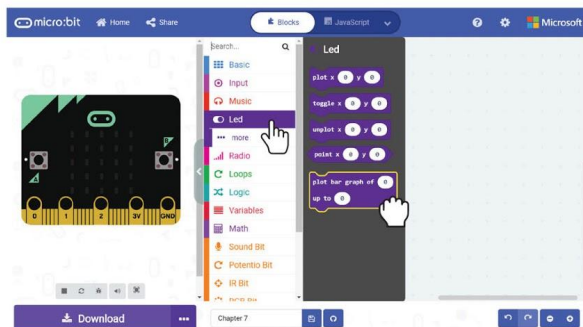 micro:bit Home Share Blocks JavaScript Microsoft
Search...
Basic
Input
Music
Led
more
Radio
Loops
Logic
Variables
Math
Sound Bit
Potentio Bit
IR Bit
Led
plot x 0 y 0
toggle x 0 y 0
unplot x 0 y 0
point x 0 y 0
plot bar graph of 0
up to 0
A
B
0 1 2 3V GND
Download
Chapter 7